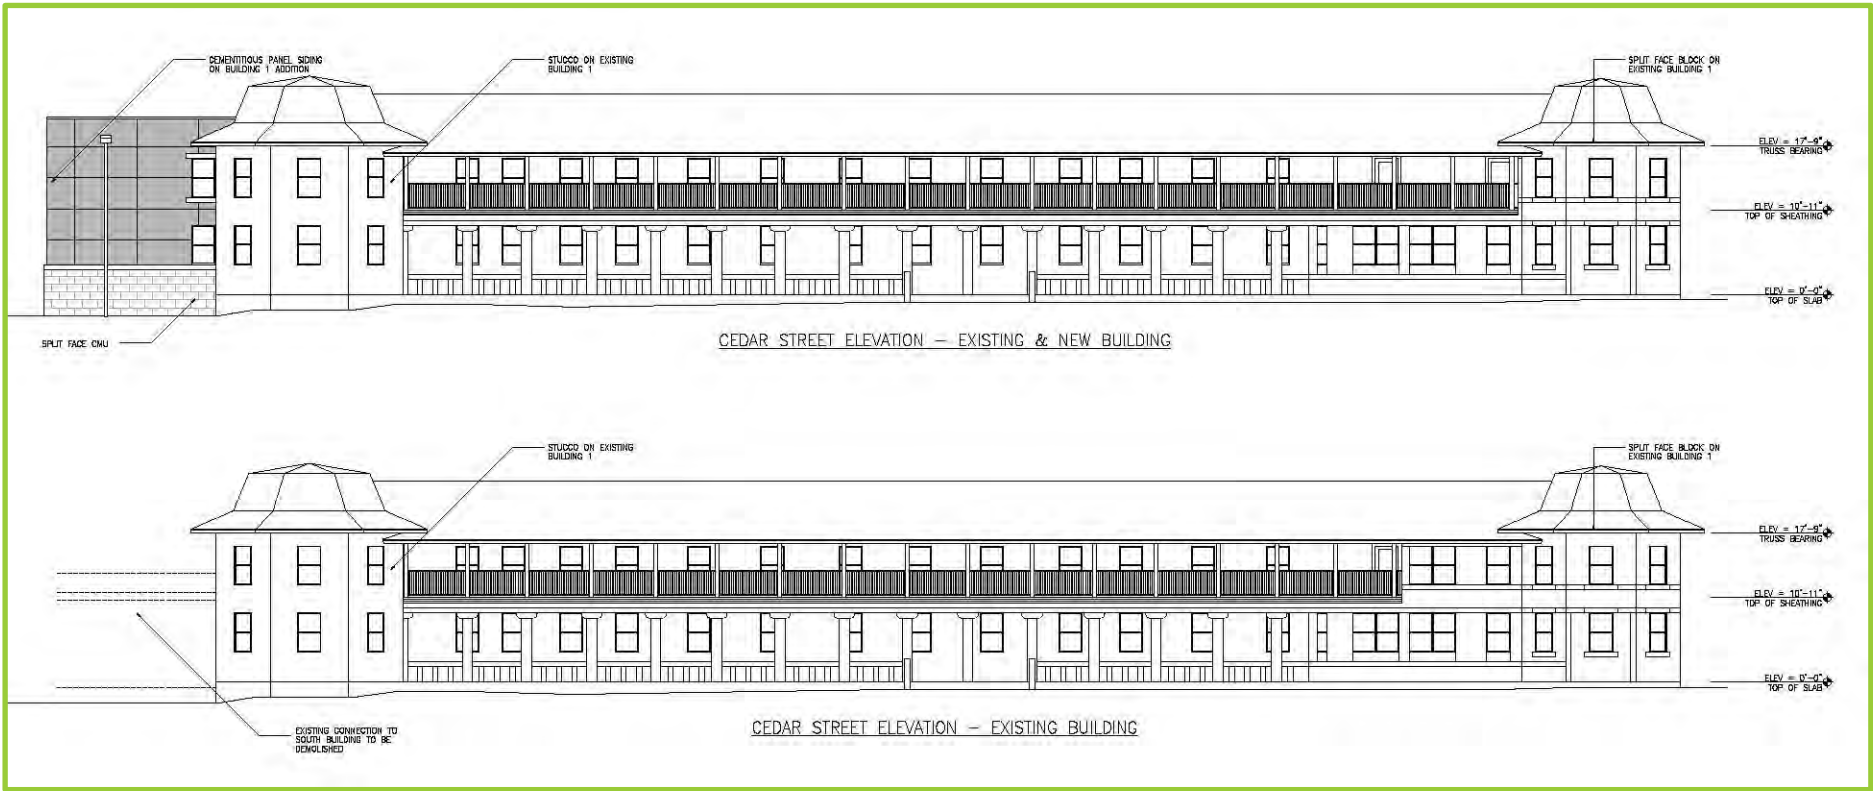 CEMENTITIOUS PANEL SIDING
ON BUILDING 1 ADDITION
STUCCO ON EXISTING
BUILDING 1
SPLIT FACE BLOCK ON
EXISTING BUILDING 1
ELEV = 17'-9"
TRUSS BEARING
ELEV = 10'-11"
TOP OF SHEATHING
ELEV = 0'-0"
TOP OF SLAB
SPLIT FACE CMU
CEDAR STREET ELEVATION - EXISTING & NEW BUILDING
STUCCO ON EXISTING
BUILDING 1
SPLIT FACE BLOCK ON
EXISTING BUILDING 1
ELEV = 17'-9"
TRUSS BEARING
ELEV = 10'-11"
TOP OF SHEATHING
ELEV = 0'-0"
TOP OF SLAB
EXISTING CONNECTION TO
SOUTH BUILDING TO BE
DEMOLISHED
CEDAR STREET ELEVATION - EXISTING BUILDING